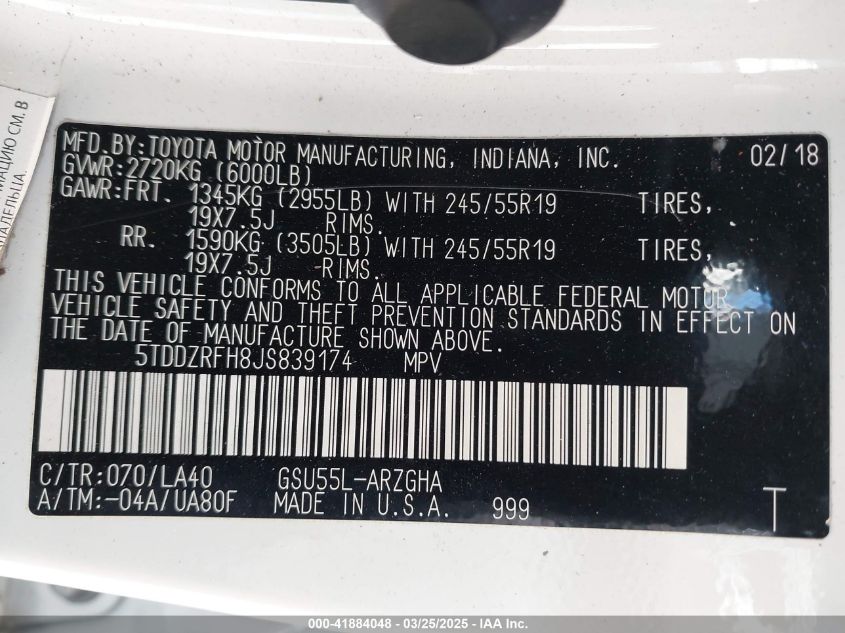 МАЦИЮ СМ. В
MFD.BY:TOYOTA MOTOR MANUFACTURING, INDIANA, INC. 02/18
GVWR:2720KG (6000LB)
GAWR:FRT. 1345KG (2955LB) WITH 245/55R19 TIRES,
19X7.5J RIMS.
RR. 1590KG (3505LB) WITH 245/55R19 TIRES,
19X7.5J RIMS.
THIS VEHICLE CONFORMS TO ALL APPLICABLE FEDERAL MOTOR
VEHICLE SAFETY AND THEFT PREVENTION STANDARDS IN EFFECT ON
THE DATE OF MANUFACTURE SHOWN ABOVE.
5TDDZRFH8JS839174 MPV
C/TR:070/LA40 GSU55L-ARZGHA
A/TM:-04A/UA80F MADE IN U.S.A. 999 T
000-41884048 - 03/25/2025 - IAA Inc.